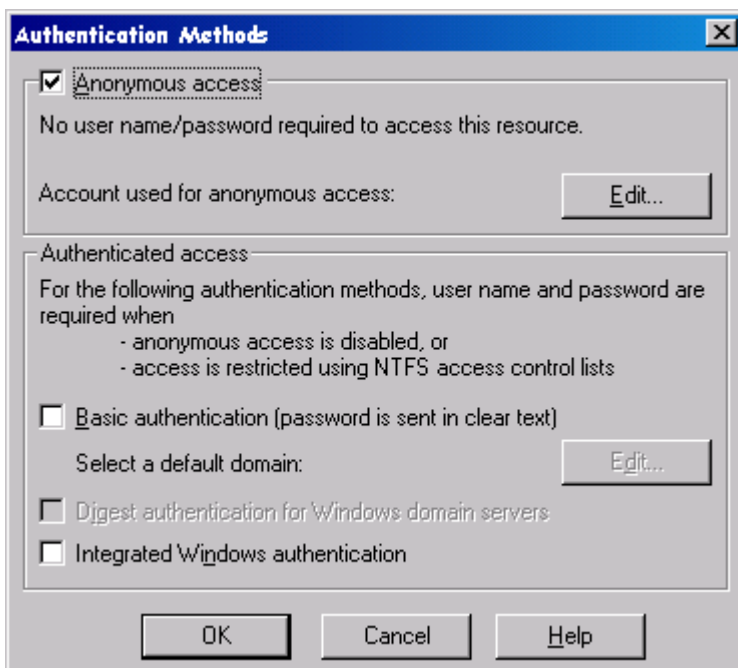 Authentication Methods
Anonymous access
No user name/password required to access this resource.
Account used for anonymous access:
Edit...
Authenticated access
For the following authentication methods, user name and password are
required when
- anonymous access is disabled, or
- access is restricted using NTFS access control lists
Basic authentication (password is sent in clear text)
Select a default domain:
Edit...
Digest authentication for Windows domain servers
Integrated Windows authentication
OK
Cancel
Help